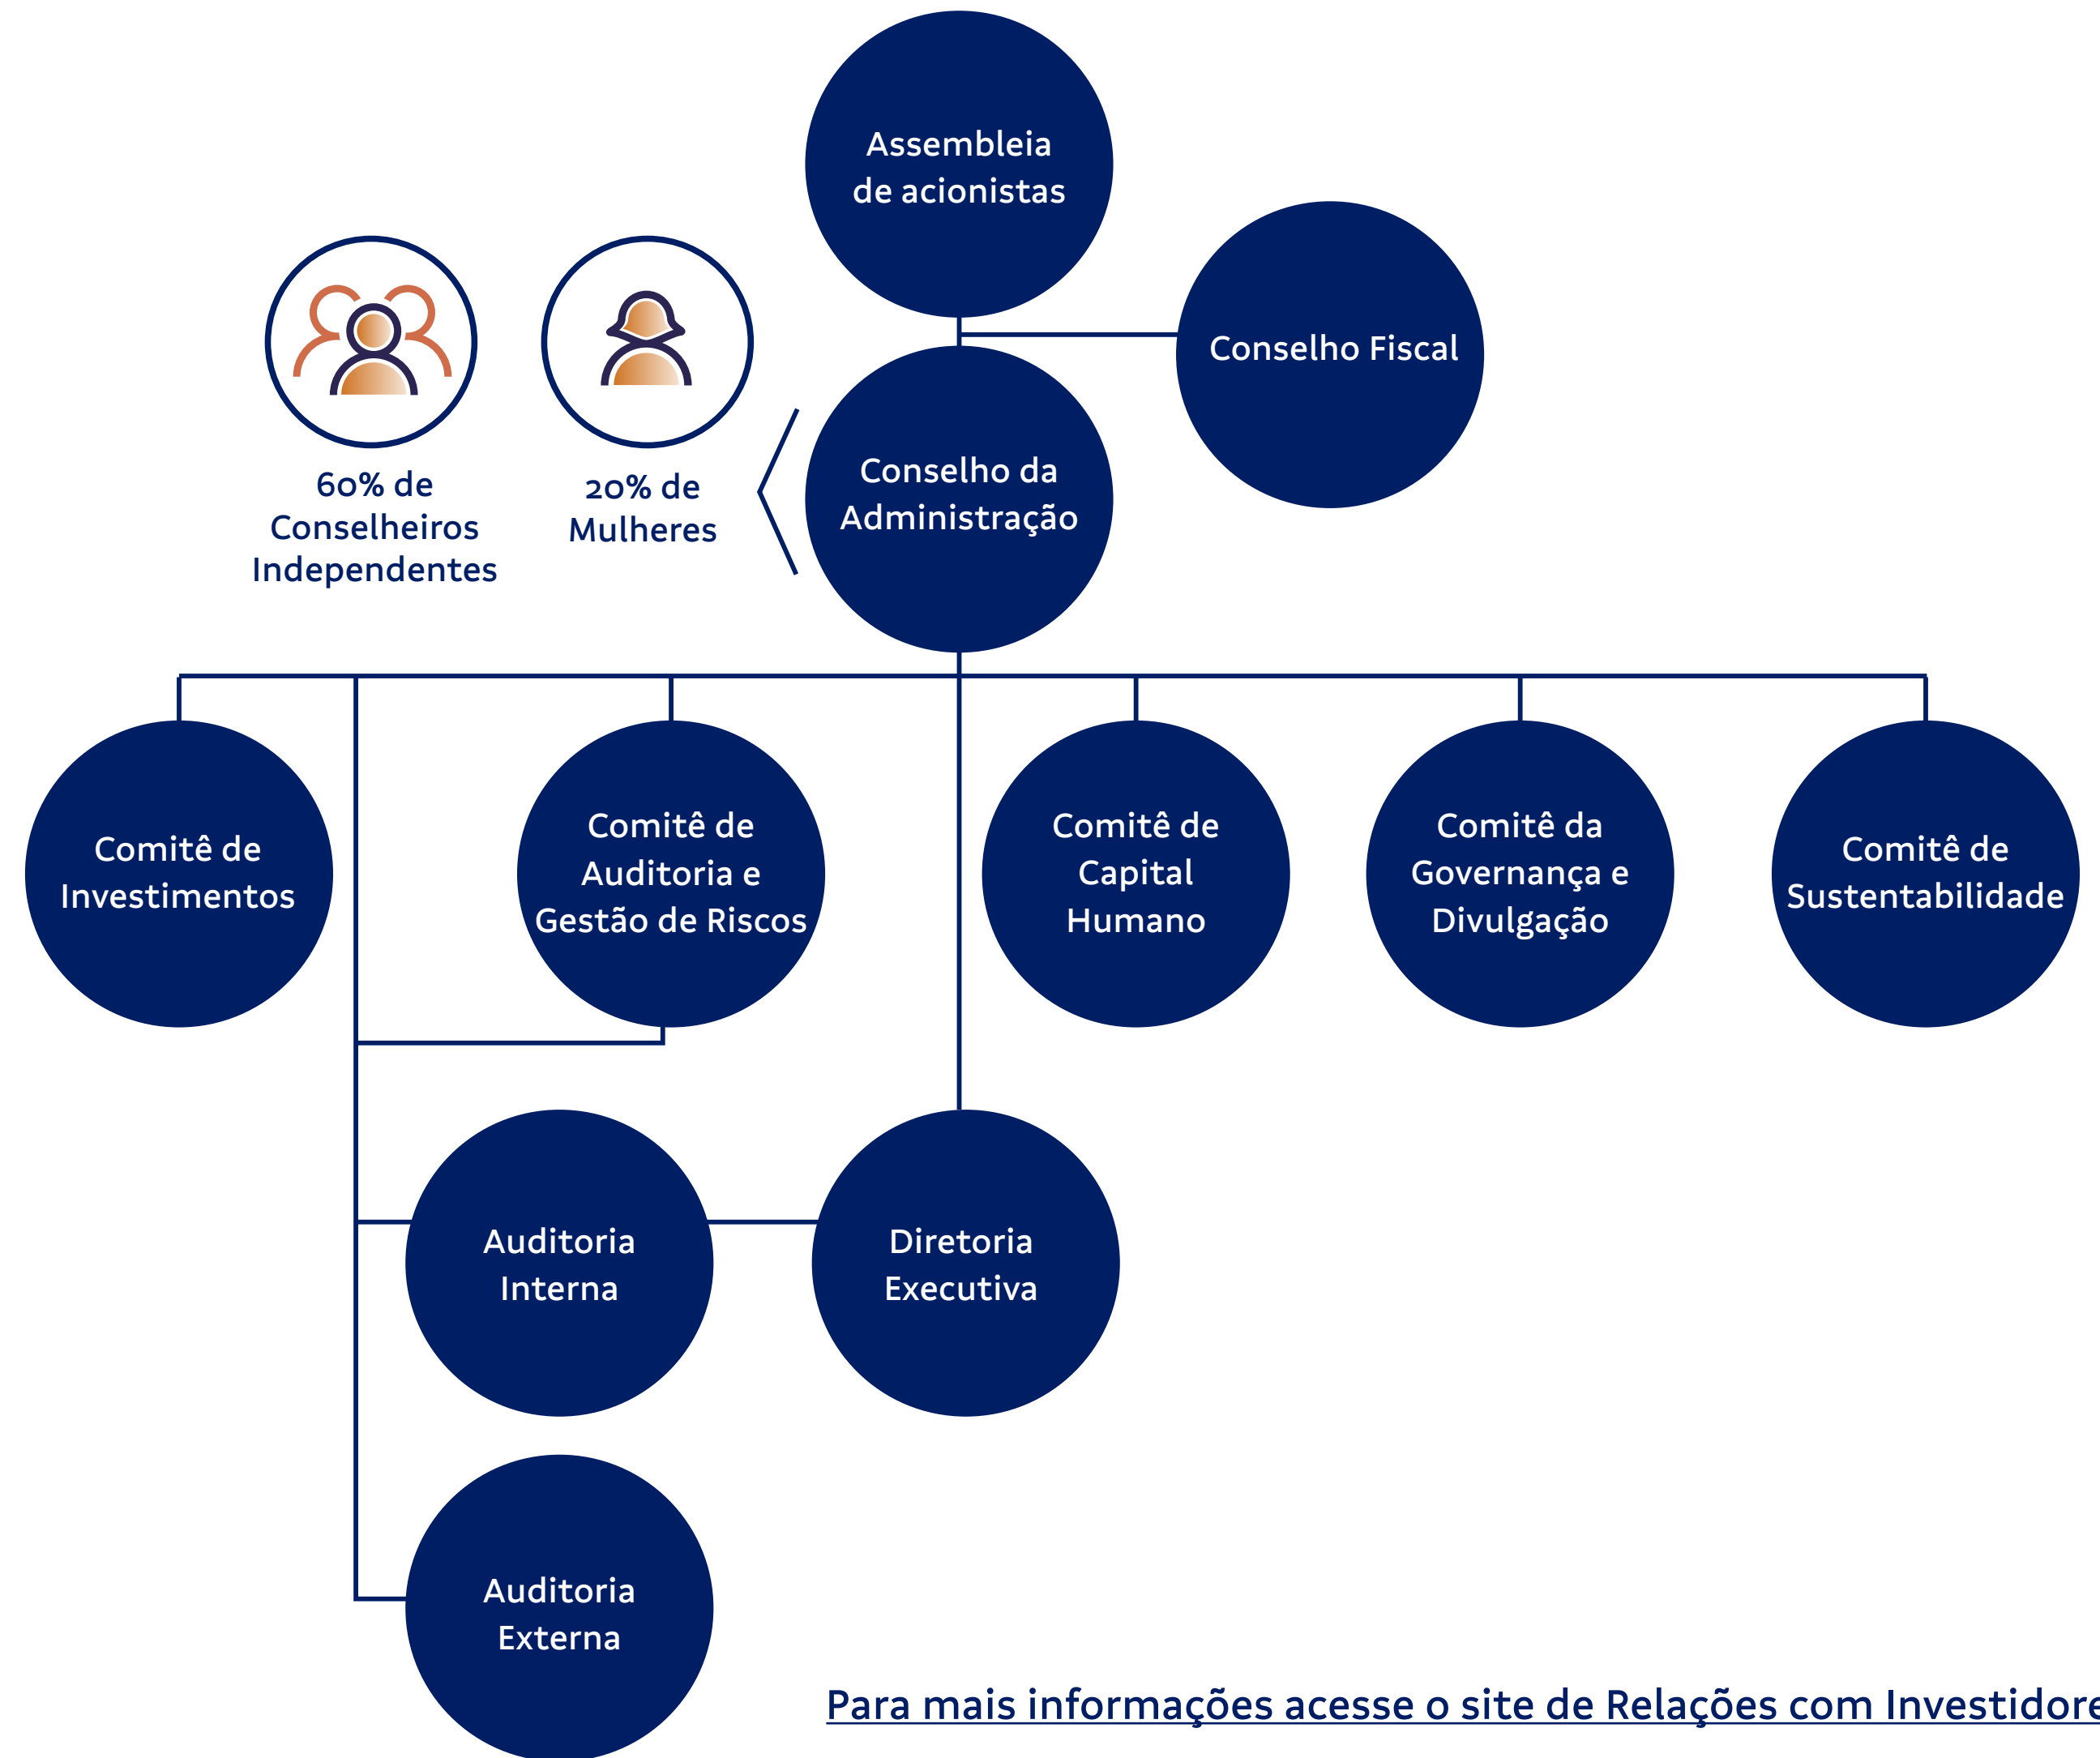 Assembleia
de acionistas
Conselho Fiscal
60% de
Conselheiros
Independentes
20% de
Mulheres
Conselho da
Administração
Comitê de
Investimentos
Comitê de
Auditoria e
Gestão de Riscos
Comitê de
Capital
Humano
Comitê da
Governança e
Divulgação
Comitê de
Sustentabilidade
Auditoria
Interna
Diretoria
Executiva
Auditoria
Externa
Para mais informações acesse o site de Relações com Investidore